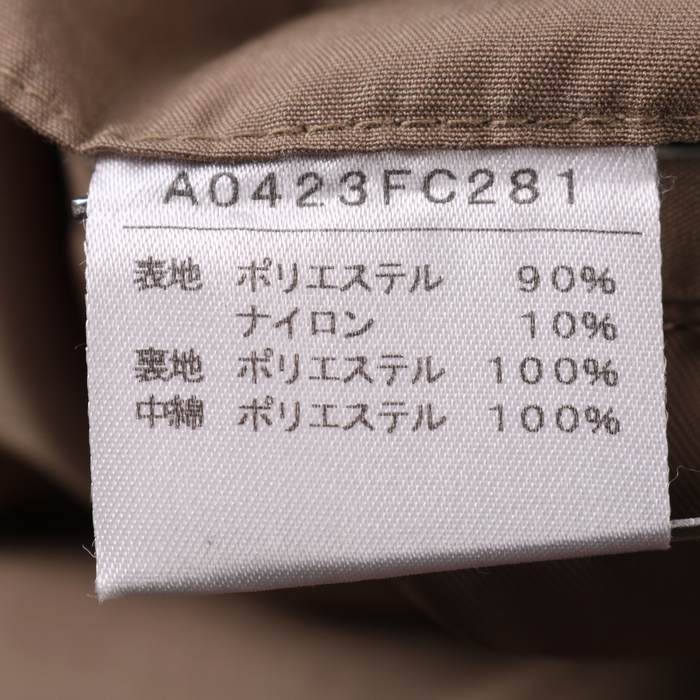 A0423FC281
表地 ポリエステル 90%
ナイロン 10%
裏地 ポリエステル 100%
中綿 ポリエステル 100%